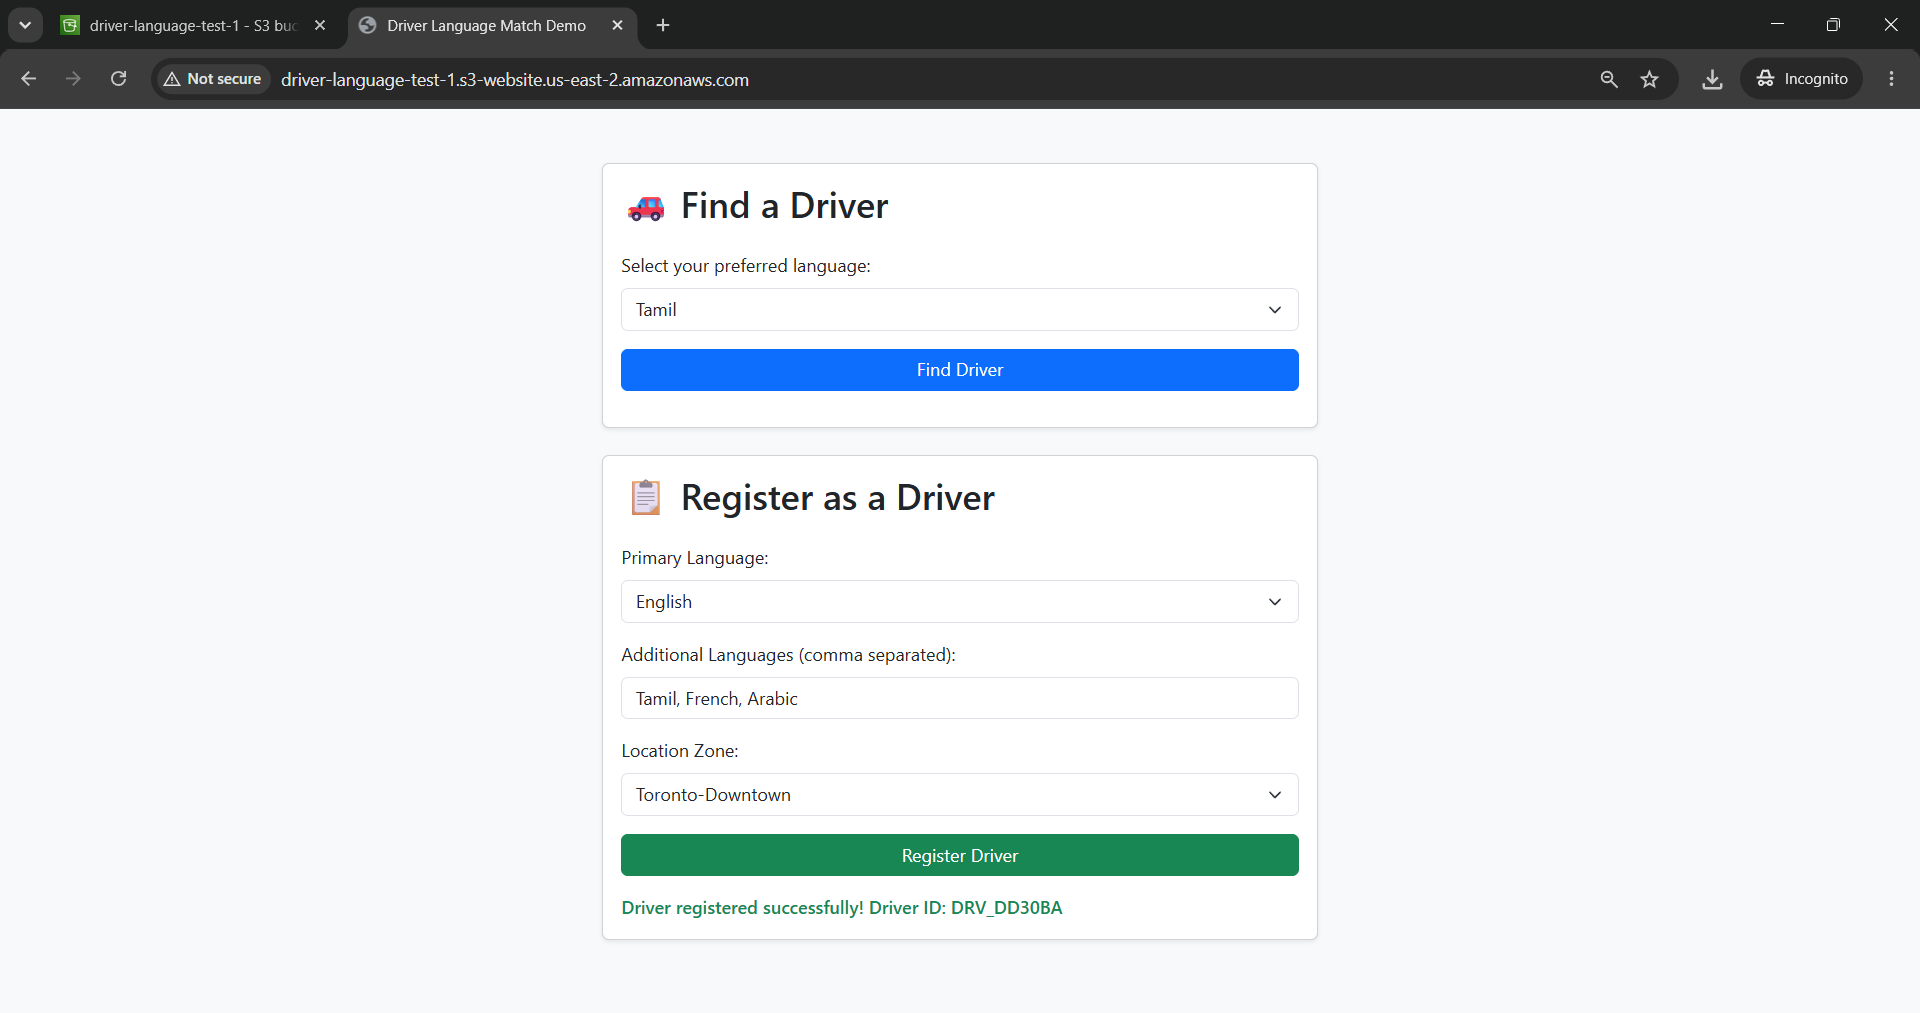 driver-language-test-1 - S3 buc
Driver Language Match Demo
Not secure
driver-language-test-1.s3-website.us-east-2.amazonaws.com
Incognito
Find a Driver
Select your preferred language:
Tamil
Find Driver
Register as a Driver
Primary Language:
English
Additional Languages (comma separated):
Tamil, French, Arabic
Location Zone:
Toronto-Downtown
Register Driver
Driver registered successfully! Driver ID: DRV_DD30BA